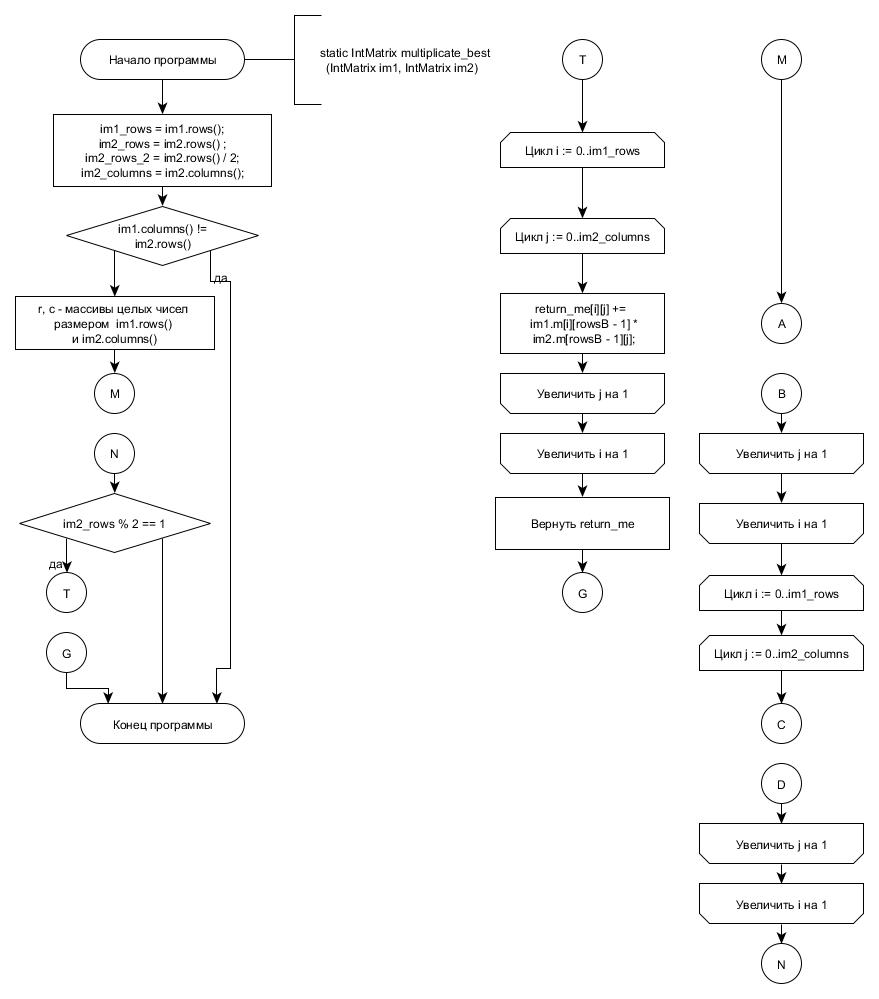 Начало программы
static IntMatrix multiplicate_best
(IntMatrix im1, IntMatrix im2)
im1_rows = im1.rows();
im2_rows = im2.rows() ;
im2_rows_2 = im2.rows() / 2;
im2_columns = im2.columns();
im1.columns() !=
im2.rows()
да
r, c - массивы целых чисел
размером im1.rows()
и im2.columns()
M
N
im2_rows % 2 == 1
да
T
G
Конец программы
T
Цикл i := 0..im1_rows
Цикл j := 0..im2_columns
return_me[i][j] +=
im1.m[i][rowsB - 1] *
im2.m[rowsB - 1][j];
Увеличить j на 1
Увеличить i на 1
Вернуть return_me
G
M
A
B
Увеличить j на 1
Увеличить i на 1
Цикл i := 0..im1_rows
Цикл j := 0..im2_columns
C
D
Увеличить j на 1
Увеличить i на 1
N